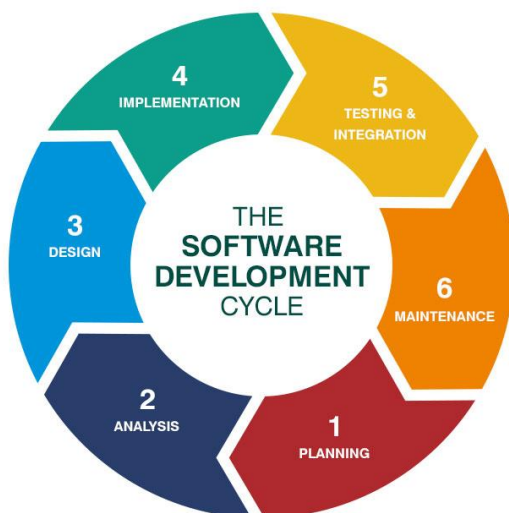 THE
SOFTWARE
DEVELOPMENT
CYCLE
1
PLANNING
2
ANALYSIS
3
DESIGN
4
IMPLEMENTATION
5
TESTING &
INTEGRATION
6
MAINTENANCE